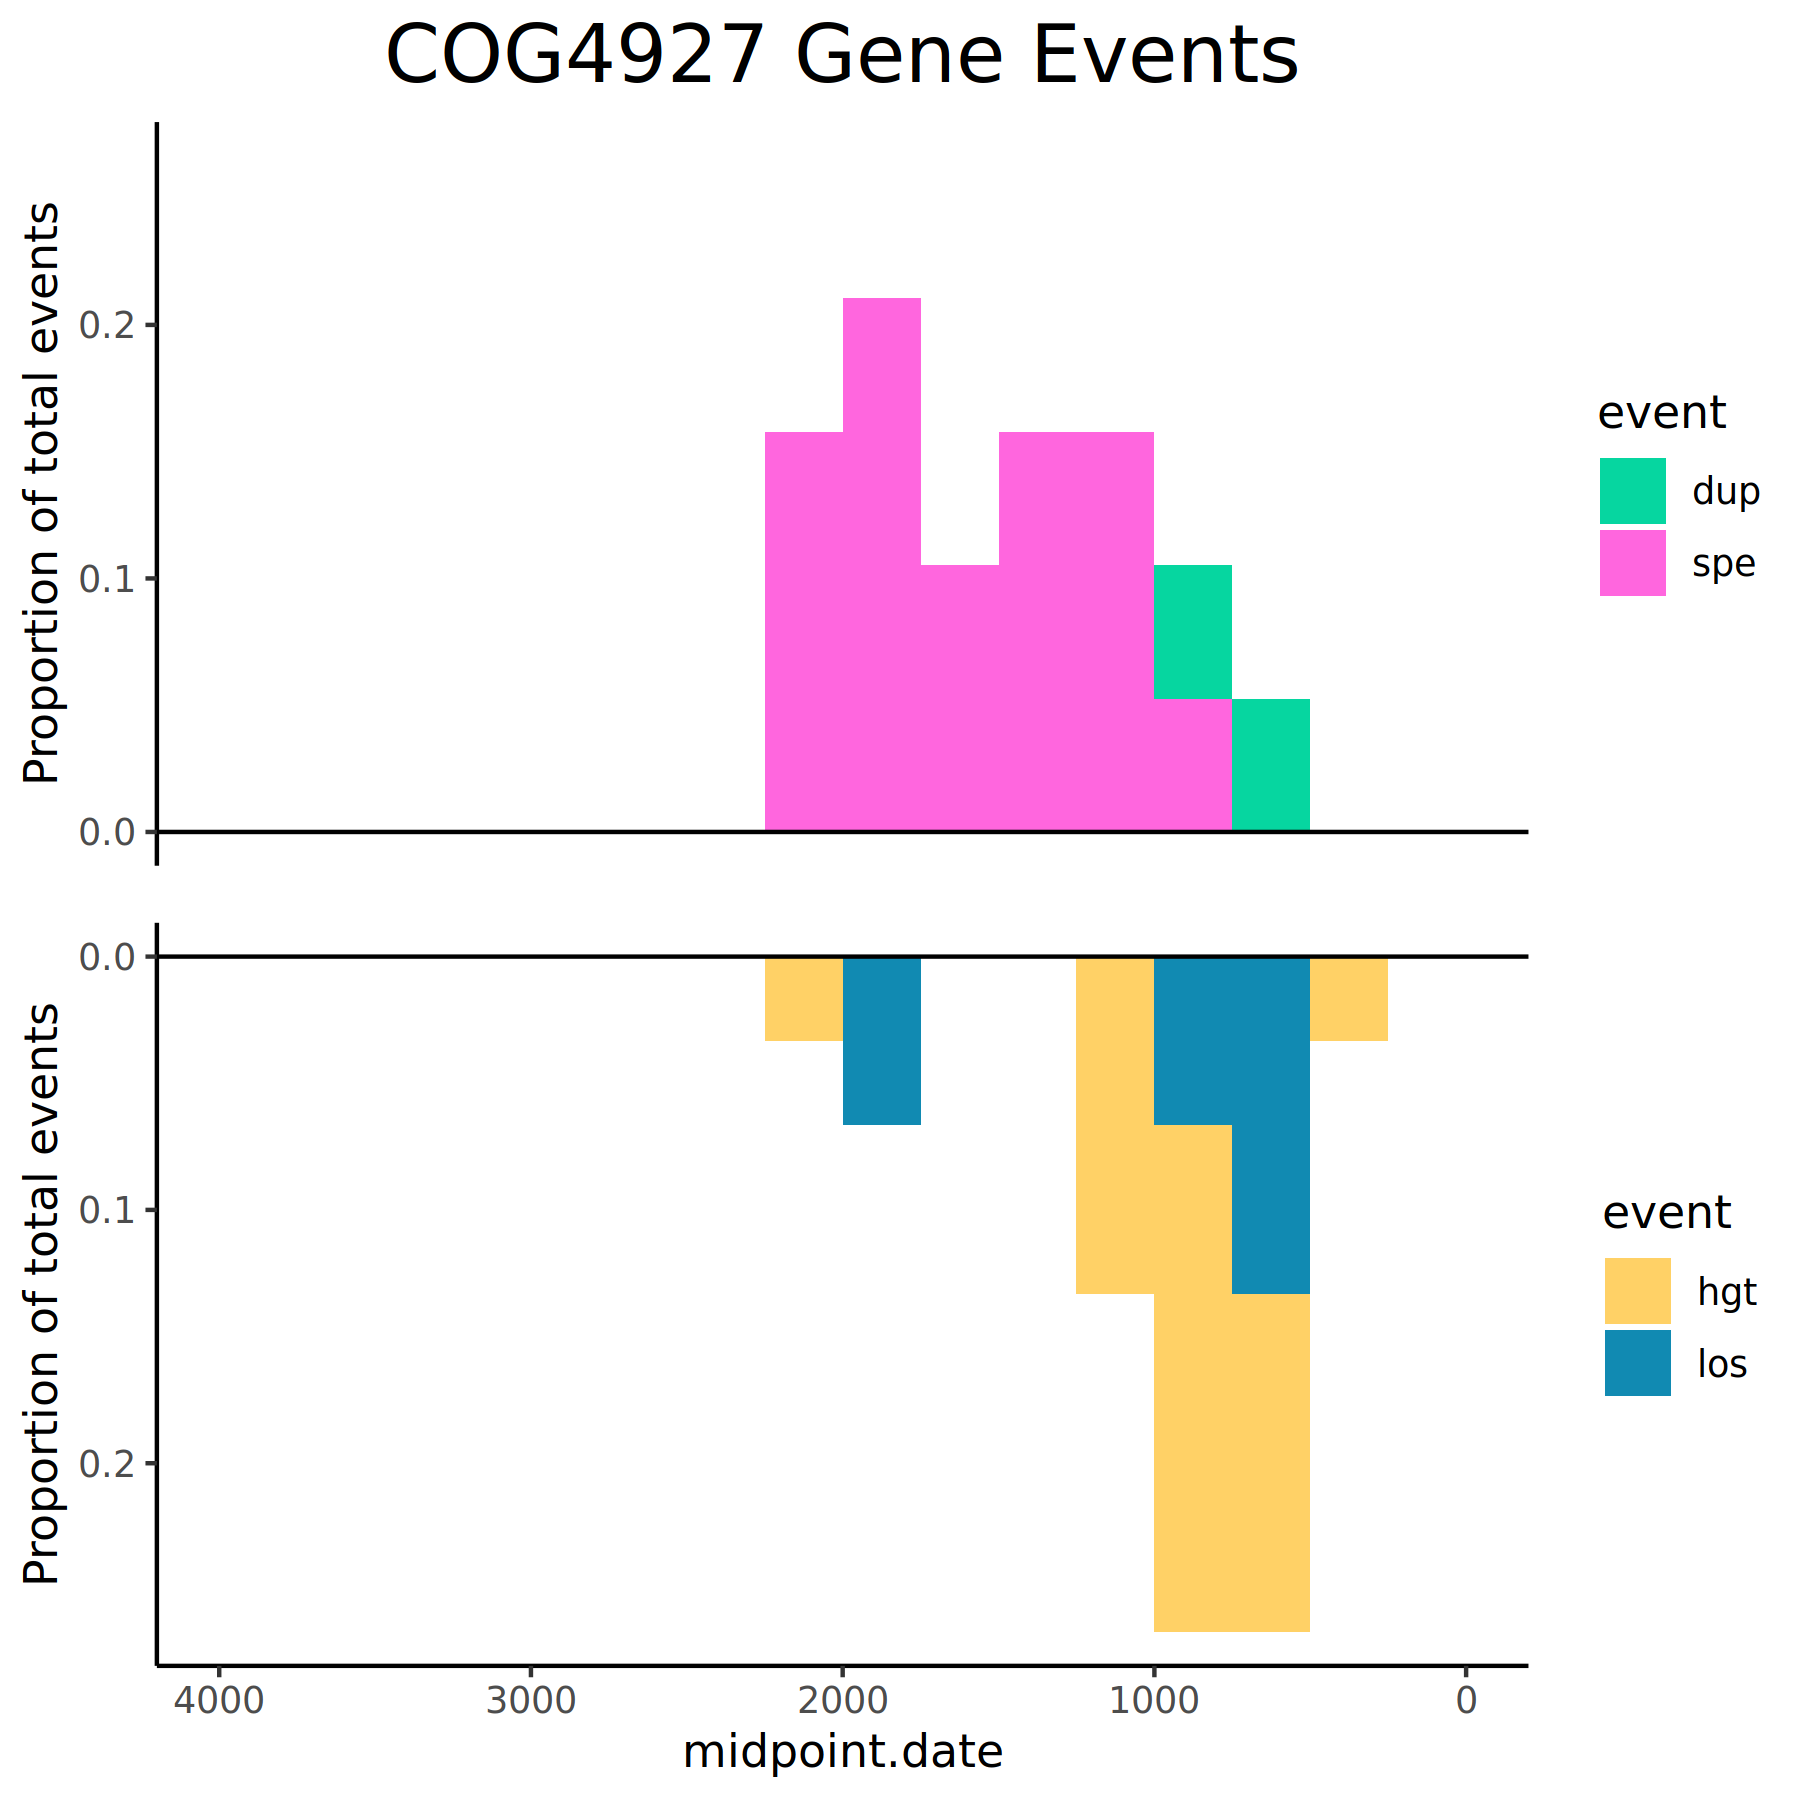 COG4927 Gene Events
Proportion of total events
0.2
0.1
0.0
event
dup
spe
Proportion of total events
0.0
0.1
0.2
event
hgt
los
4000 3000 2000 1000 0
midpoint.date